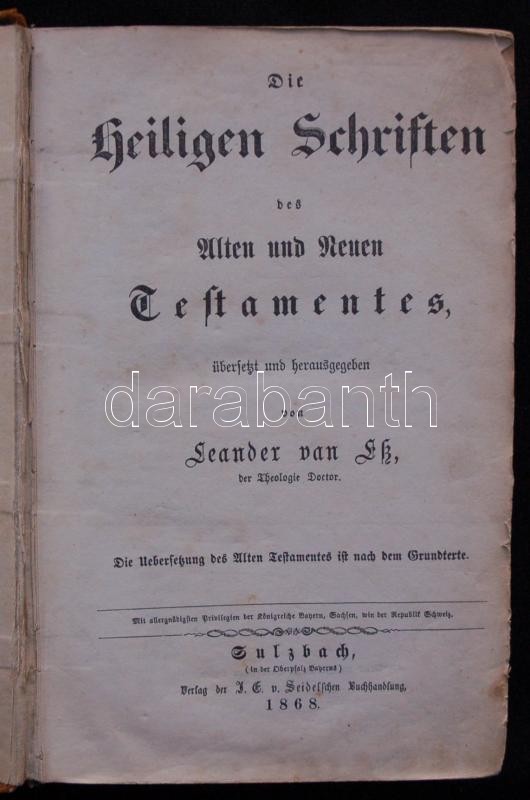 Die
Heiligen Schriften
des
Alten und Neuen
Testamentes,
übersetzt und herausgegeben
darabanth
von
Leander van Eß,
der Theologie Doctor.
Die Uebersetzung des Alten Testamentes ist nach dem Grundtexte.
Mit allergnädigsten Privilegien der Königreiche Bayern, Sachsen, wie der Republik Schweiz.
Sulzbach,
(in der Oberpfalz Bayerns)
Verlag der J. E. v. Seidelschen Buchhandlung,
1868.